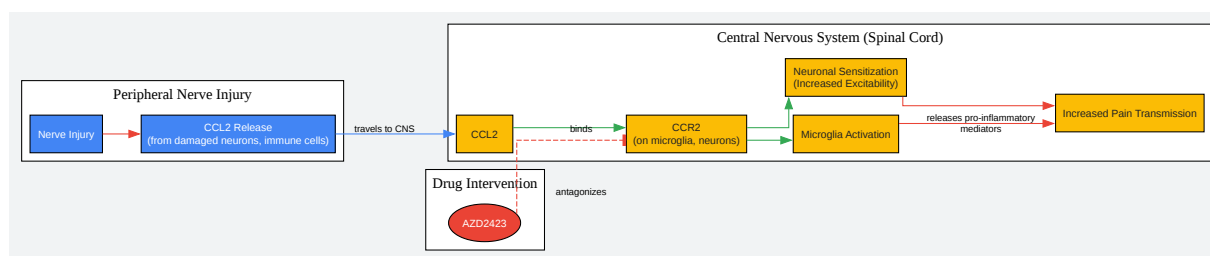 Central Nervous System (Spinal Cord)
Peripheral Nerve Injury
Nerve Injury
CCL2 Release
(from damaged neurons, immune cells)
travels to CNS
CCL2
binds
CCR2
(on microglia, neurons)
Neuronal Sensitization
(Increased Excitability)
Microglia Activation
releases pro-inflammatory
mediators
Increased Pain Transmission
Drug Intervention
AZD2423
antagonizes